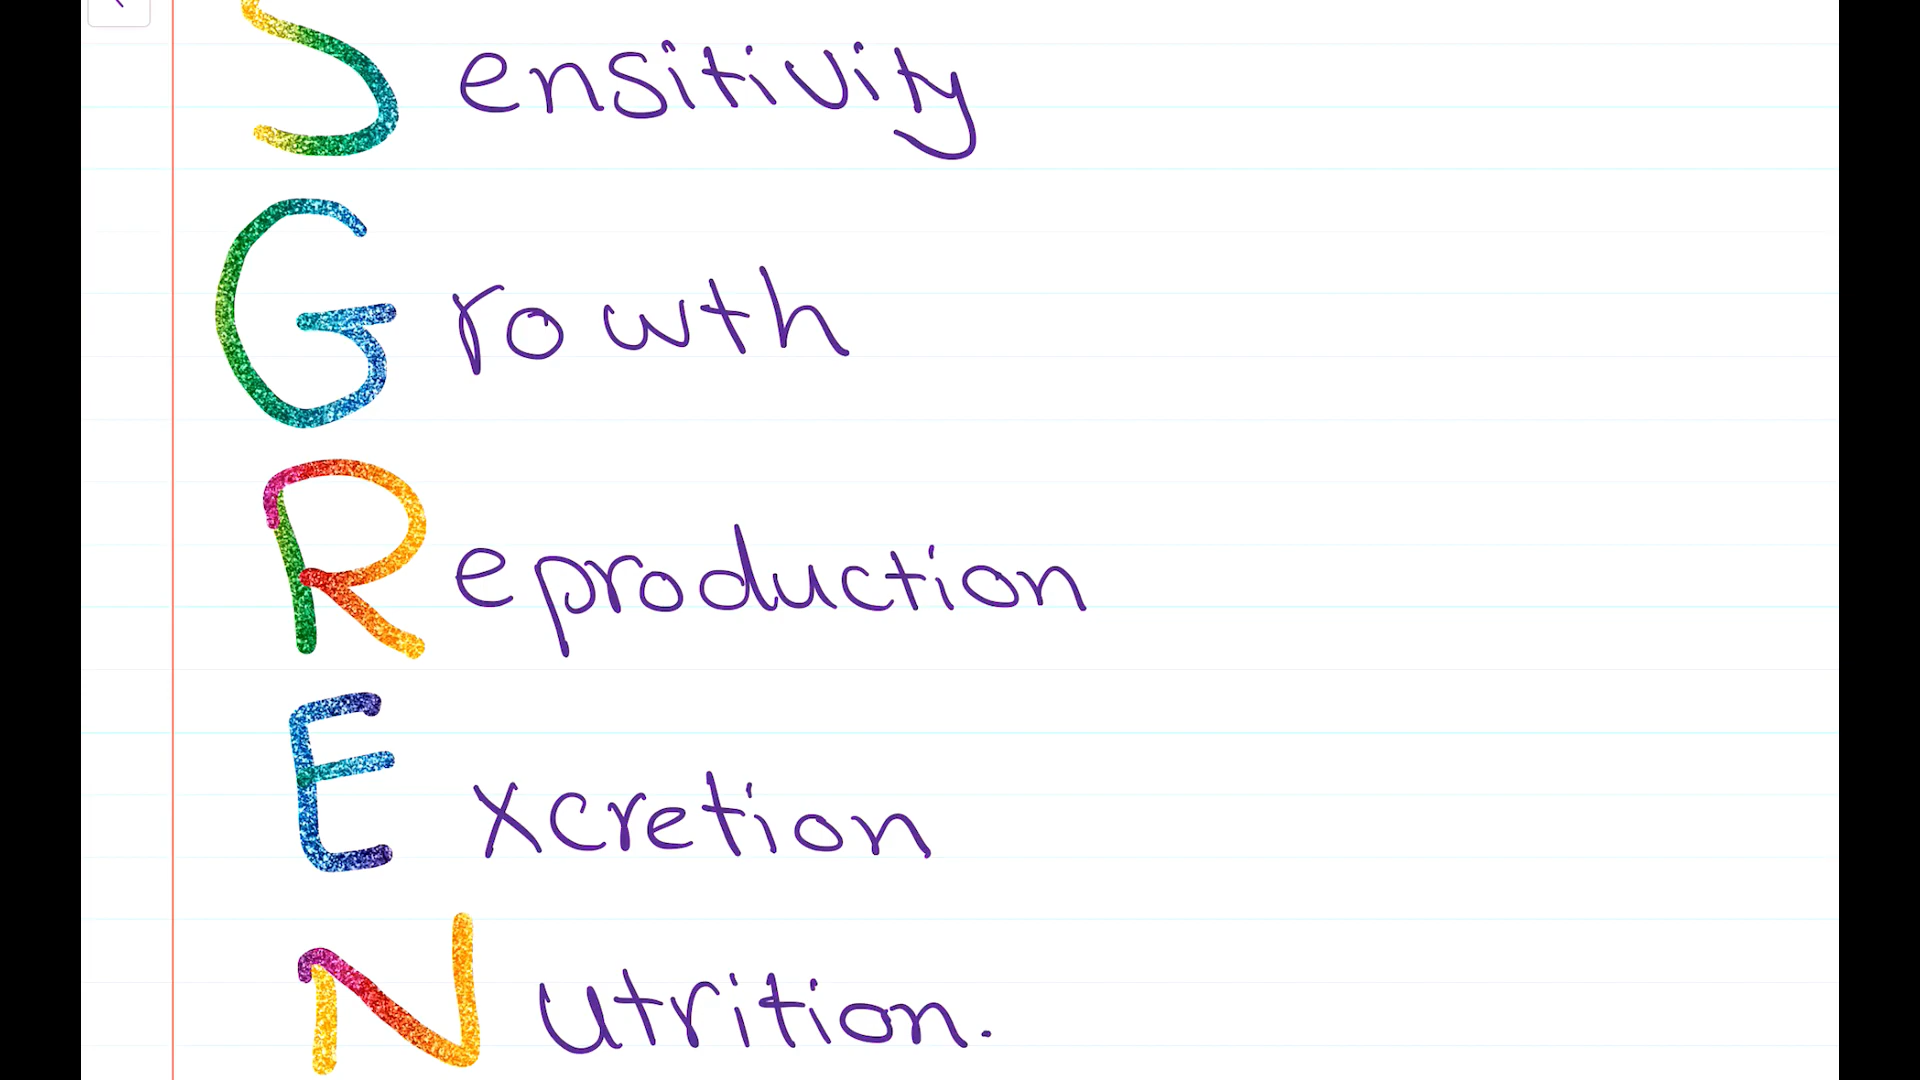 Sensitivity
Growth
Reproduction
Excretion
Nutrition.